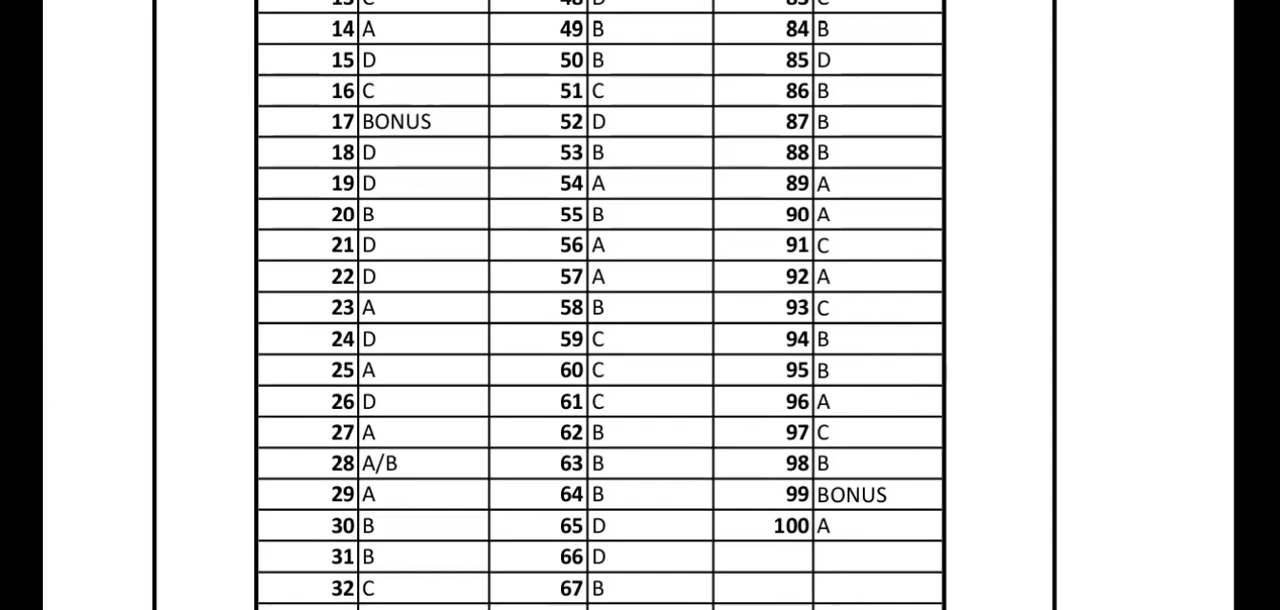 14 A 49 B 84 B
15 D 50 B 85 D
16 C 51 C 86 B
17 BONUS 52 D 87 B
18 D 53 B 88 B
19 D 54 A 89 A
20 B 55 B 90 A
21 D 56 A 91 C
22 D 57 A 92 A
23 A 58 B 93 C
24 D 59 C 94 B
25 A 60 C 95 B
26 D 61 C 96 A
27 A 62 B 97 C
28 A/B 63 B 98 B
29 A 64 B 99 BONUS
30 B 65 D 100 A
31 B 66 D
32 C 67 B